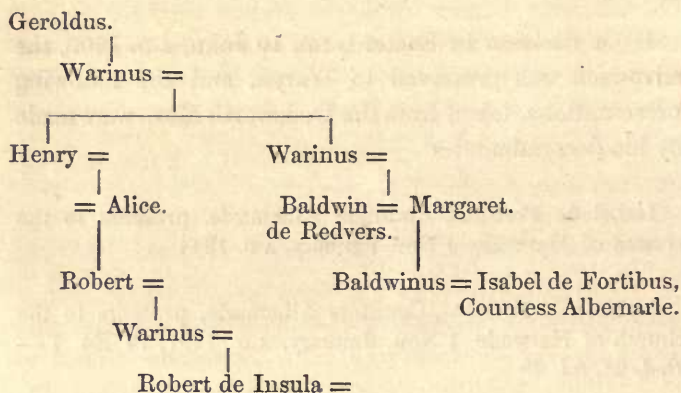 Geroldus.
Warinus =
Henry = Warinus =
= Alice. Baldwin = Margaret.
de Redvers.
Robert = Baldwinus = Isabel de Fortibus,
Countess Albemarle.
Warinus =
Robert de Insula =